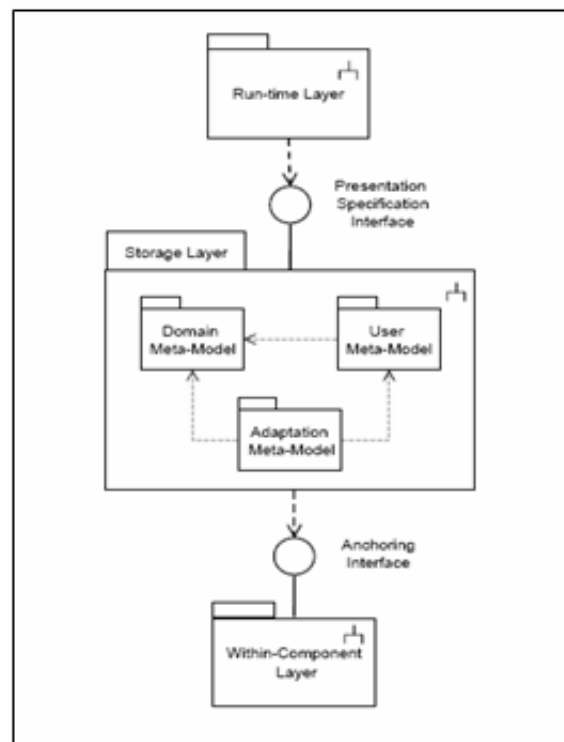 Run-time Layer
Presentation
Specification
Interface
Storage Layer
Domain
Meta-Model
User
Meta-Model
Adaptation
Meta-Model
Anchoring
Interface
Within-Component
Layer